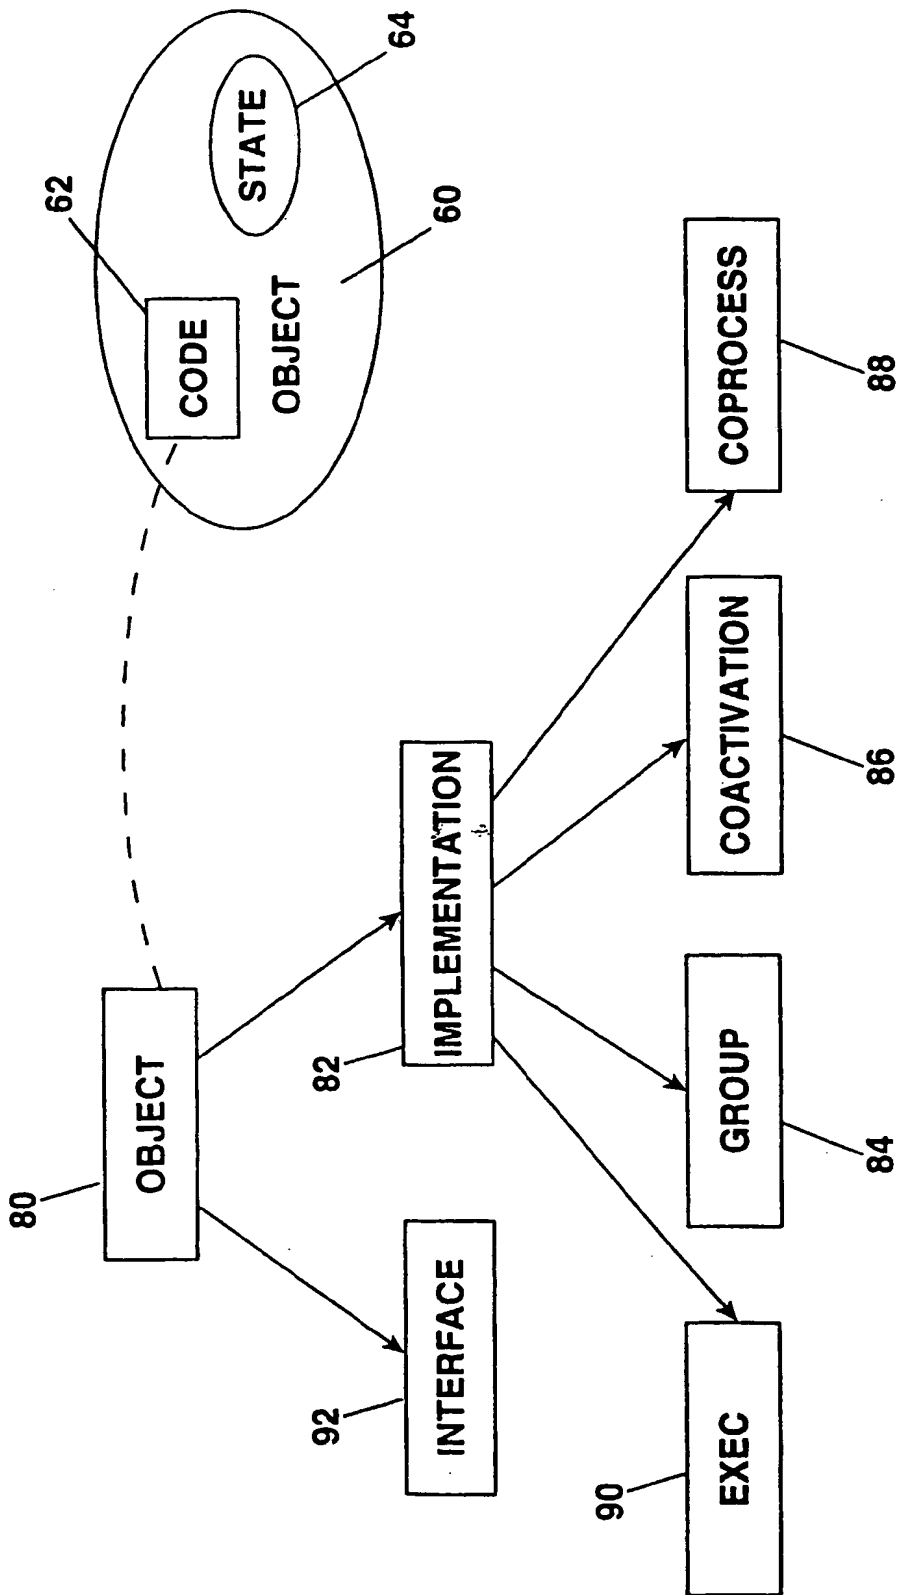 80
OBJECT
62
CODE
STATE
64
OBJECT
60
92
INTERFACE
82
IMPLEMENTATION
90
EXEC
GROUP
84
COACTIVATION
86
COPROCESS
88